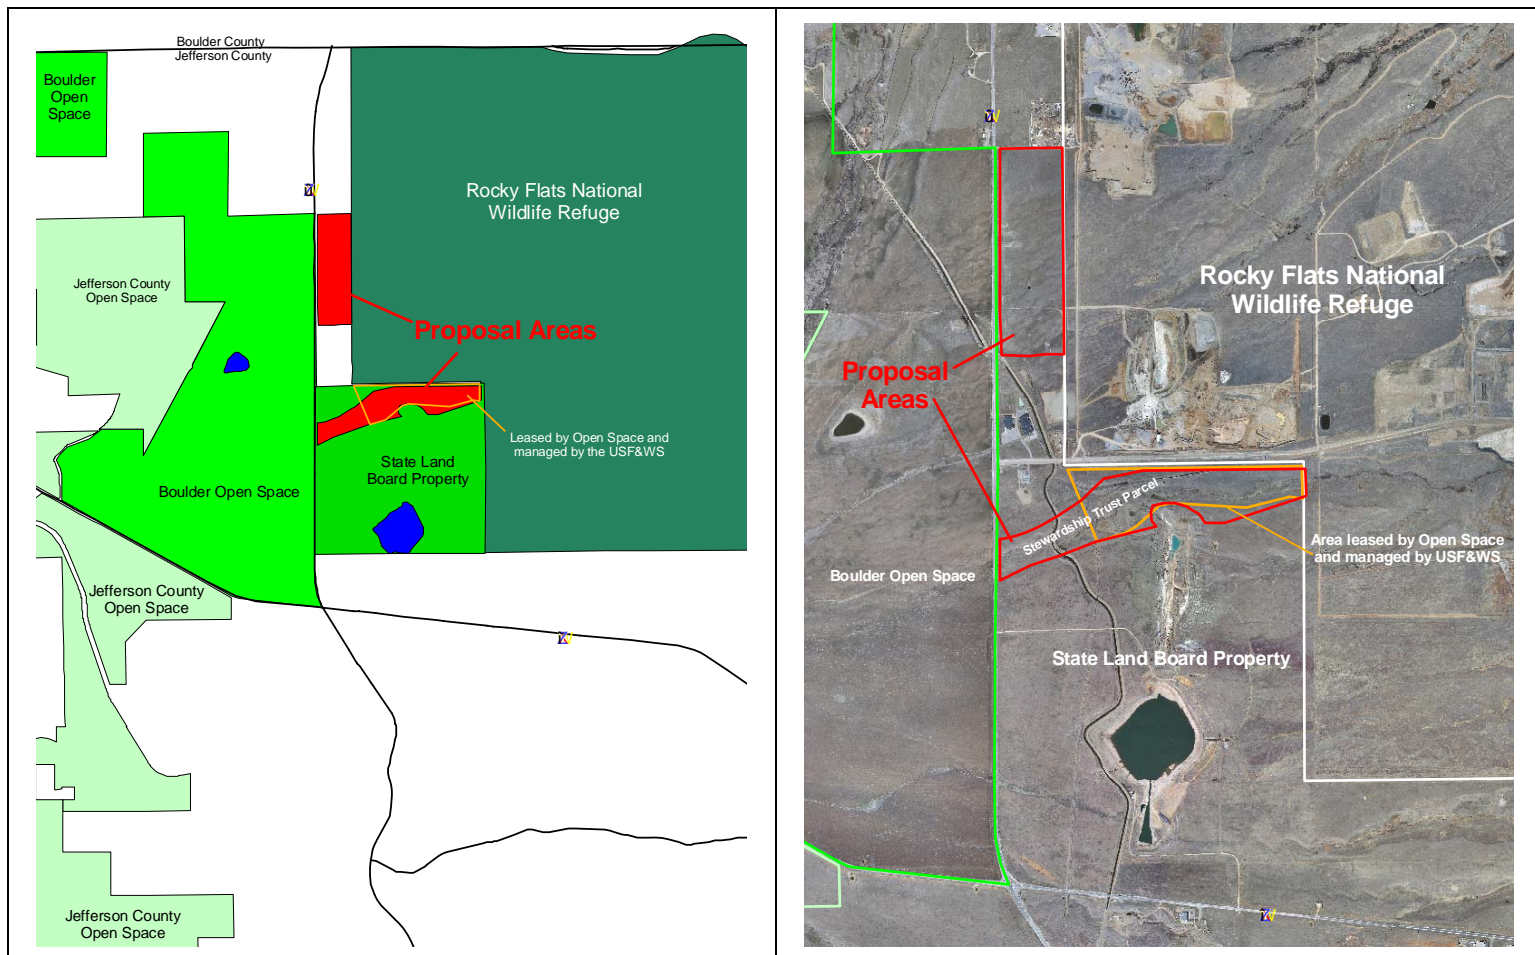 Boulder County
Jefferson County
Boulder
Open
Space
Rocky Flats National
Wildlife Refuge
Jefferson County
Open Space
Proposal Areas
Leased by Open Space and
managed by the USF&WS
State Land
Board Property
Boulder Open Space
Jefferson County
Open Space
Jefferson County
Open Space
Rocky Flats National
Wildlife Refuge
Proposal
Areas
Stewardship Trust Parcel
Area leased by Open Space
and managed by USF&WS
Boulder Open Space
State Land Board Property